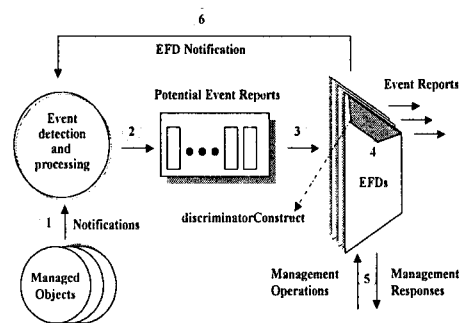 6
EFD Notification
Event Reports
Potential Event Reports
Event
detection
and
processing
2
3
4
EFDs
discriminatorConstruct
1
Notifications
Managed
Objects
Management
Operations
5
Management
Responses